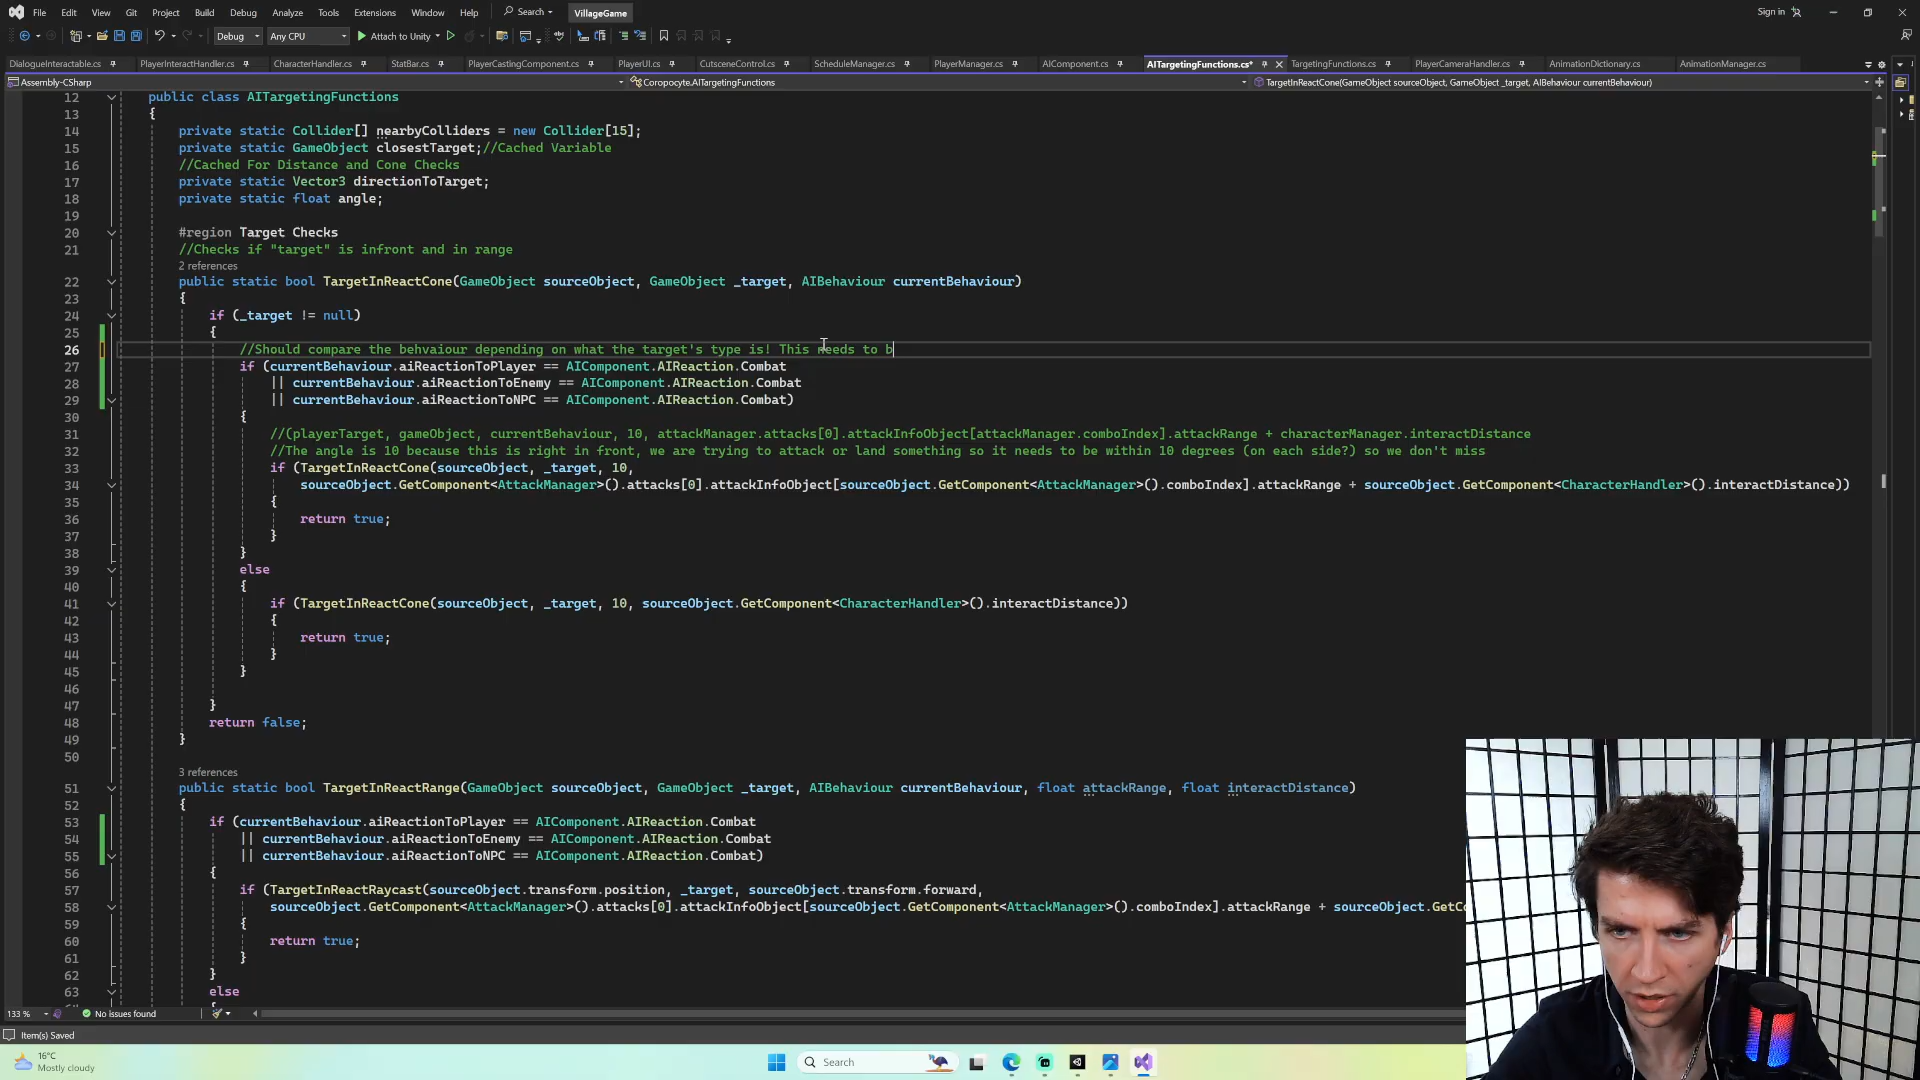 File Edit View Git Project Build Debug Analyze Tools Extensions Window Help Search VillageGame Sign in
Debug Any CPU Attach to Unity
DialogueInteractable.cs PlayerInteractHandler.cs CharacterHandler.cs StatBar.cs PlayerCastingComponent.cs PlayerUI.cs CutsceneControl.cs ScheduleManager.cs PlayerManager.cs AIComponent.cs AITargetingFunctions.cs* TargetingFunctions.cs PlayerCameraHandler.cs AnimationDictionary.cs AnimationManager.cs
Assembly-CSharp Coropocyte.AITargetingFunctions TargetInReactCone(GameObject sourceObject, GameObject _target, AIBehaviour currentBehaviour)
12 public class AITargetingFunctions
13 {
14 private static Collider[] nearbyColliders = new Collider[15];
15 private static GameObject closestTarget;//Cached Variable
16 //Cached For Distance and Cone Checks
17 private static Vector3 directionToTarget;
18 private static float angle;
19
20 #region Target Checks
21 //Checks if "target" is infront and in range
2 references
22 public static bool TargetInReactCone(GameObject sourceObject, GameObject _target, AIBehaviour currentBehaviour)
23 {
24 if (_target != null)
25 {
26 //Should compare the behvaiour depending on what the target's type is! This needs to b
27 if (currentBehaviour.aiReactionToPlayer == AIComponent.AIReaction.Combat
28 || currentBehaviour.aiReactionToEnemy == AIComponent.AIReaction.Combat
29 || currentBehaviour.aiReactionToNPC == AIComponent.AIReaction.Combat)
30 {
31 //(playerTarget, gameObject, currentBehaviour, 10, attackManager.attacks[0].attackInfoObject[attackManager.comboIndex].attackRange + characterManager.interactDistance
32 //The angle is 10 because this is right in front, we are trying to attack or land something so it needs to be within 10 degrees (on each side?) so we don't miss
33 if (TargetInReactCone(sourceObject, _target, 10,
34 sourceObject.GetComponent<AttackManager>().attacks[0].attackInfoObject[sourceObject.GetComponent<AttackManager>().comboIndex].attackRange + sourceObject.GetComponent<CharacterHandler>().interactDistance))
35 {
36 return true;
37 }
38 }
39 else
40 {
41 if (TargetInReactCone(sourceObject, _target, 10, sourceObject.GetComponent<CharacterHandler>().interactDistance))
42 {
43 return true;
44 }
45 }
46
47 }
48 return false;
49 }
50
3 references
51 public static bool TargetInReactRange(GameObject sourceObject, GameObject _target, AIBehaviour currentBehaviour, float attackRange, float interactDistance)
52 {
53 if (currentBehaviour.aiReactionToPlayer == AIComponent.AIReaction.Combat
54 || currentBehaviour.aiReactionToEnemy == AIComponent.AIReaction.Combat
55 || currentBehaviour.aiReactionToNPC == AIComponent.AIReaction.Combat)
56 {
57 if (TargetInReactRaycast(sourceObject.transform.position, _target, sourceObject.transform.forward,
58 sourceObject.GetComponent<AttackManager>().attacks[0].attackInfoObject[sourceObject.GetComponent<AttackManager>().comboIndex].attackRange + sourceObject.GetCo
59 {
60 return true;
61 }
62 }
63 else
133 % No issues found
Item(s) Saved
16°C
Mostly cloudy
Search